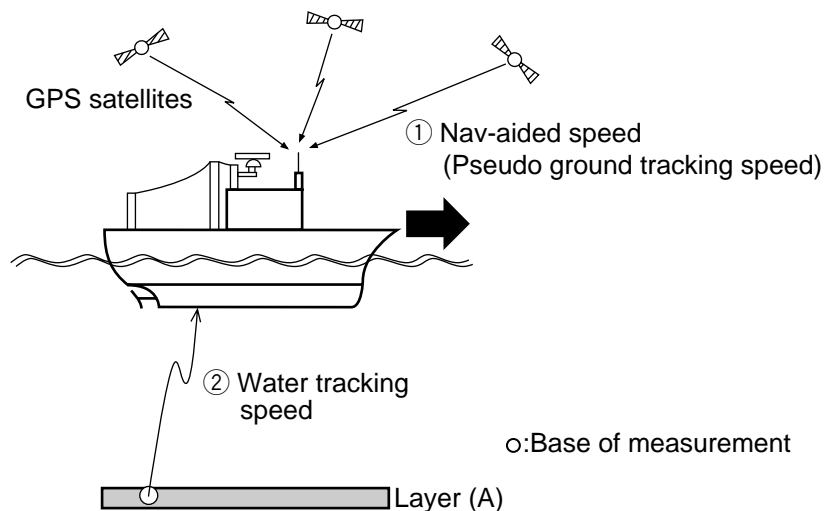 GPS satellites
① Nav-aided speed
(Pseudo ground tracking speed)
② Water tracking
speed
○:Base of measurement
Layer (A)